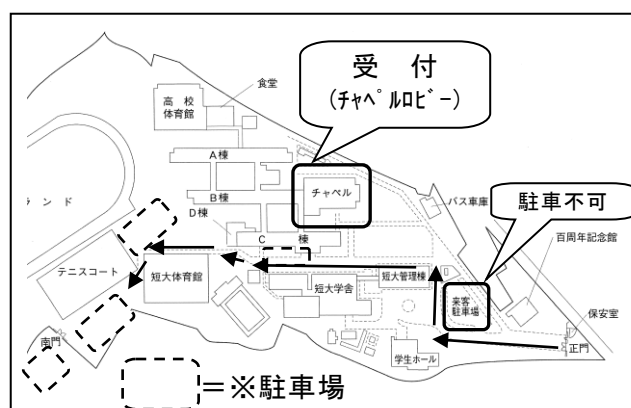 受 付
(ﾁｬﾍﾟﾙﾛﾋﾞｰ)
食堂
高 校
体育館
A棟
チャペル
バス車庫
駐車不可
B棟
D棟
百周年記念館
ランド
C 棟
テニスコート
短大体育館
短大管理棟
来客
駐車場
短大学舎
保安室
南門
正門
学生ホール
=※駐車場